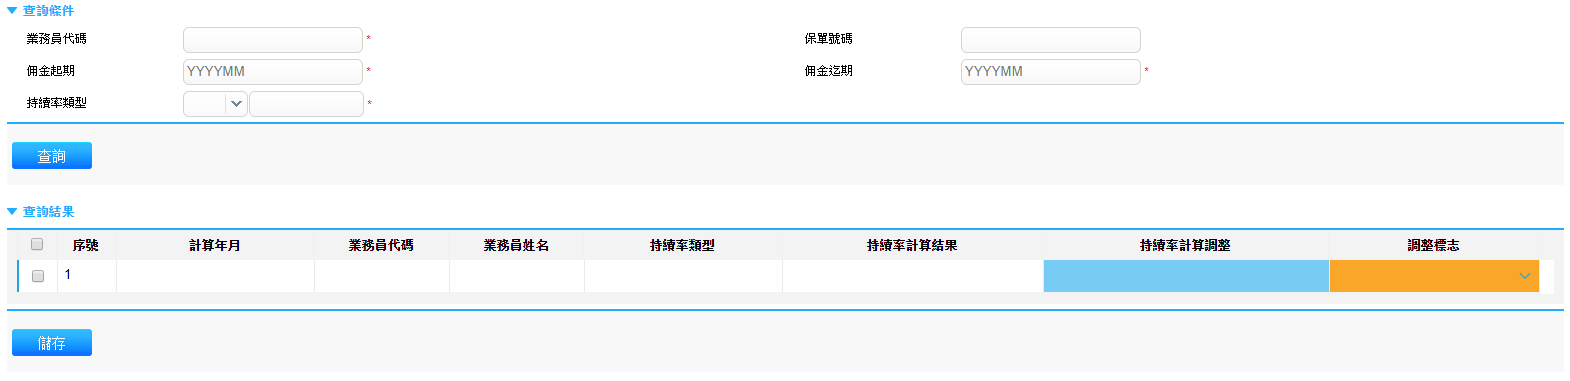 查詢條件
業務員代碼 * 保單號碼
佣金起期 YYYYMM * 佣金迄期 YYYYMM *
持續率類型 *
查詢
查詢結果
序號 計算年月 業務員代碼 業務員姓名 持續率類型 持續率計算結果 持續率計算調整 調整標志
1
儲存